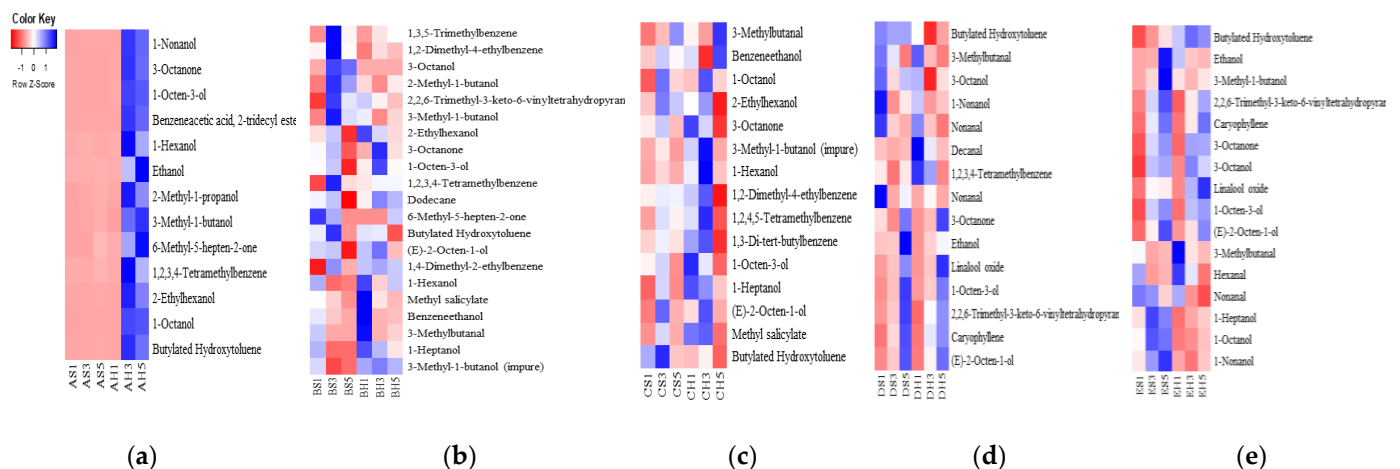 Color Key
-1 0 1
Row Z-Score
1-Nonanol
3-Octanone
1-Octen-3-ol
Benzeneacetic acid, 2-tridecyl este
1-Hexanol
Ethanol
2-Methyl-1-propanol
3-Methyl-1-butanol
6-Methyl-5-hepten-2-one
1,2,3,4-Tetramethylbenzene
2-Ethylhexanol
1-Octanol
Butylated Hydroxytoluene
AS1
AS3
AS5
AH1
AH3
AH5
(a)
1,3,5-Trimethylbenzene
1,2-Dimethyl-4-ethylbenzene
3-Octanol
2-Methyl-1-butanol
2,2,6-Trimethyl-3-keto-6-vinyltetrahydropyran
3-Methyl-1-butanol
2-Ethylhexanol
3-Octanone
1-Octen-3-ol
1,2,3,4-Tetramethylbenzene
Dodecane
6-Methyl-5-hepten-2-one
Butylated Hydroxytoluene
(E)-2-Octen-1-ol
1,4-Dimethyl-2-ethylbenzene
1-Hexanol
Methyl salicylate
Benzeneethanol
3-Methylbutanal
1-Heptanol
3-Methyl-1-butanol (impure)
BS1
BS3
BS5
BH1
BH3
BH5
(b)
3-Methylbutanal
Benzeneethanol
1-Octanol
2-Ethylhexanol
3-Octanone
3-Methyl-1-butanol (impure)
1-Hexanol
1,2-Dimethyl-4-ethylbenzene
1,2,4,5-Tetramethylbenzene
1,3-Di-tert-butylbenzene
1-Octen-3-ol
1-Heptanol
(E)-2-Octen-1-ol
Methyl salicylate
Butylated Hydroxytoluene
CS1
CS3
CS5
CH1
CH3
CH5
(c)
Butylated Hydroxytoluene
3-Methylbutanal
3-Octanol
1-Nonanol
Nonanal
Decanal
1,2,3,4-Tetramethylbenzene
Nonanal
3-Octanone
Ethanol
Linalool oxide
1-Octen-3-ol
2,2,6-Trimethyl-3-keto-6-vinyltetrahydropyran
Caryophyllene
(E)-2-Octen-1-ol
DS1
DS3
DS5
DH1
DH3
DH5
(d)
Butylated Hydroxytoluene
Ethanol
3-Methyl-1-butanol
2,2,6-Trimethyl-3-keto-6-vinyltetrahydropyran
Caryophyllene
3-Octanone
3-Octanol
Linalool oxide
1-Octen-3-ol
(E)-2-Octen-1-ol
3-Methylbutanal
Hexanal
Nonanal
1-Heptanol
1-Octanol
1-Nonanol
ES1
ES3
ES5
EH1
EH3
EH5
(e)